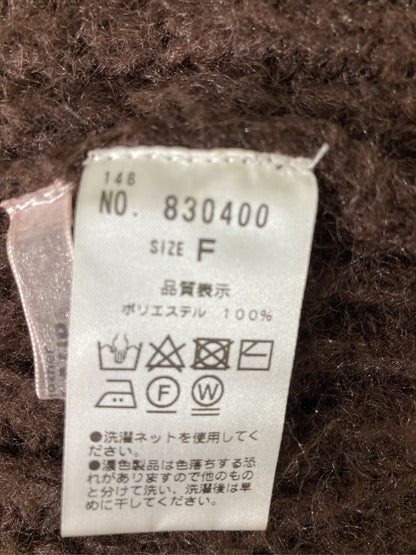 148
NO. 830400
SIZE F
品質表示
ポリエステル 100%
F W
●洗濯ネットを使用してく
ださい。
●濃色製品は色落ちする恐
れがありますので他のもの
と分けて洗い、洗濯後は早
めに干してください。